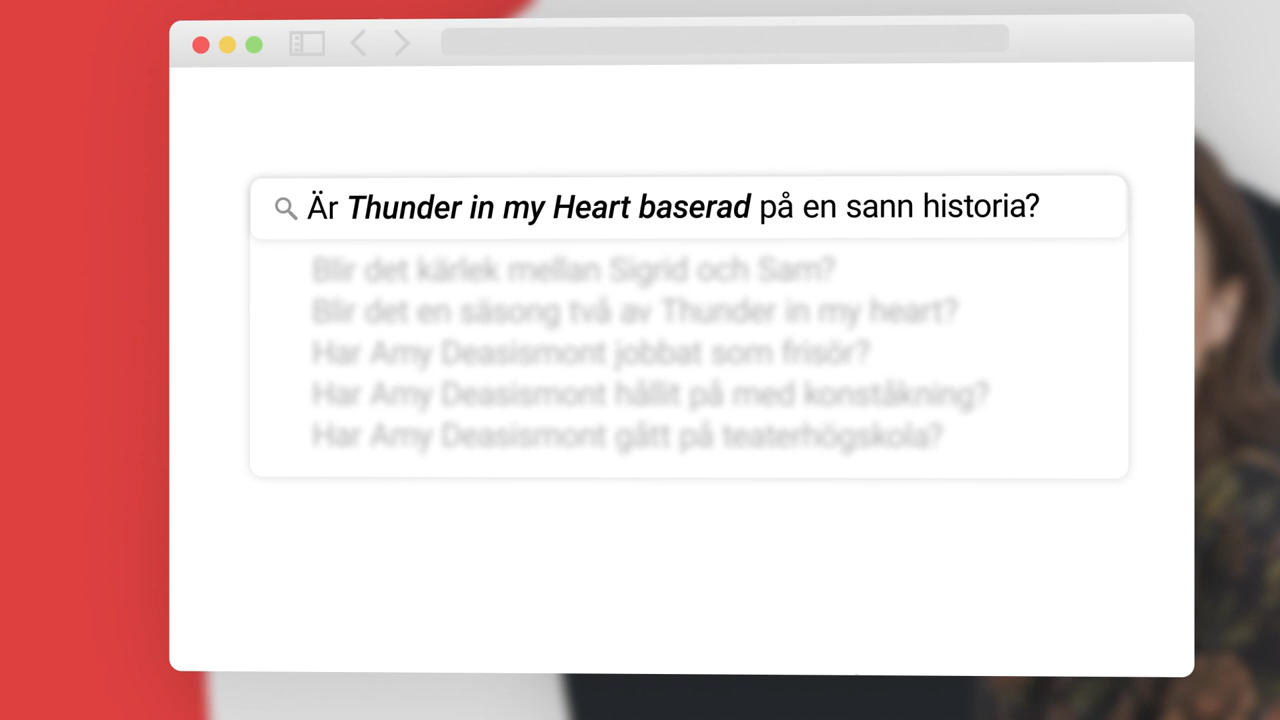 Är Thunder in my Heart baserad på en sann historia?
Blir det kärlek mellan Sigrid och Sam?
Blir det en säsong två av Thunder in my heart?
Har Amy Deasismont jobbat som frisör?
Har Amy Deasismont hållit på med konståkning?
Har Amy Deasismont gått på teaterhögskola?